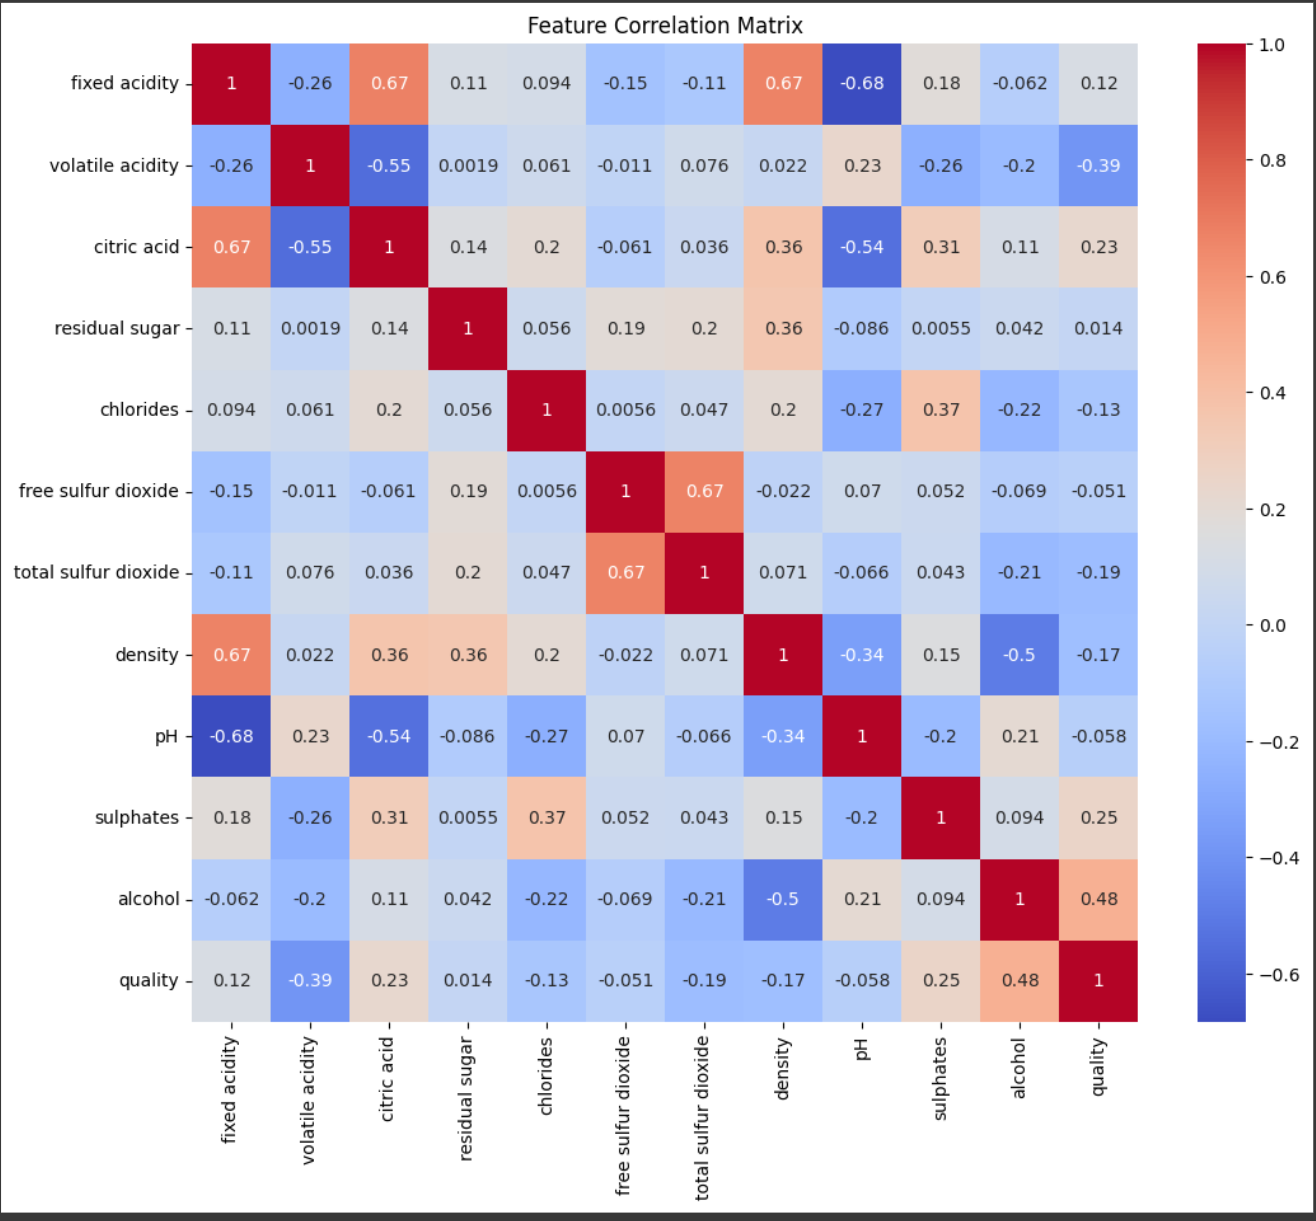 Feature Correlation Matrix
fixed acidity 1 -0.26 0.67 0.11 0.094 -0.15 -0.11 0.67 -0.68 0.18 -0.062 0.12
volatile acidity -0.26 1 -0.55 0.0019 0.061 -0.011 0.076 0.022 0.23 -0.26 -0.2 -0.39
citric acid 0.67 -0.55 1 0.14 0.2 -0.061 0.036 0.36 -0.54 0.31 0.11 0.23
residual sugar 0.11 0.0019 0.14 1 0.056 0.19 0.2 0.36 -0.086 0.0055 0.042 0.014
chlorides 0.094 0.061 0.2 0.056 1 0.0056 0.047 0.2 -0.27 0.37 -0.22 -0.13
free sulfur dioxide -0.15 -0.011 -0.061 0.19 0.0056 1 0.67 -0.022 0.07 0.052 -0.069 -0.051
total sulfur dioxide -0.11 0.076 0.036 0.2 0.047 0.67 1 0.071 -0.066 0.043 -0.21 -0.19
density 0.67 0.022 0.36 0.36 0.2 -0.022 0.071 1 -0.34 0.15 -0.5 -0.17
pH -0.68 0.23 -0.54 -0.086 -0.27 0.07 -0.066 -0.34 1 -0.2 0.21 -0.058
sulphates 0.18 -0.26 0.31 0.0055 0.37 0.052 0.043 0.15 -0.2 1 0.094 0.25
alcohol -0.062 -0.2 0.11 0.042 -0.22 -0.069 -0.21 -0.5 0.21 0.094 1 0.48
quality 0.12 -0.39 0.23 0.014 -0.13 -0.051 -0.19 -0.17 -0.058 0.25 0.48 1
fixed acidity
volatile acidity
citric acid
residual sugar
chlorides
free sulfur dioxide
total sulfur dioxide
density
pH
sulphates
alcohol
quality
1.0
0.8
0.6
0.4
0.2
0.0
−0.2
−0.4
−0.6